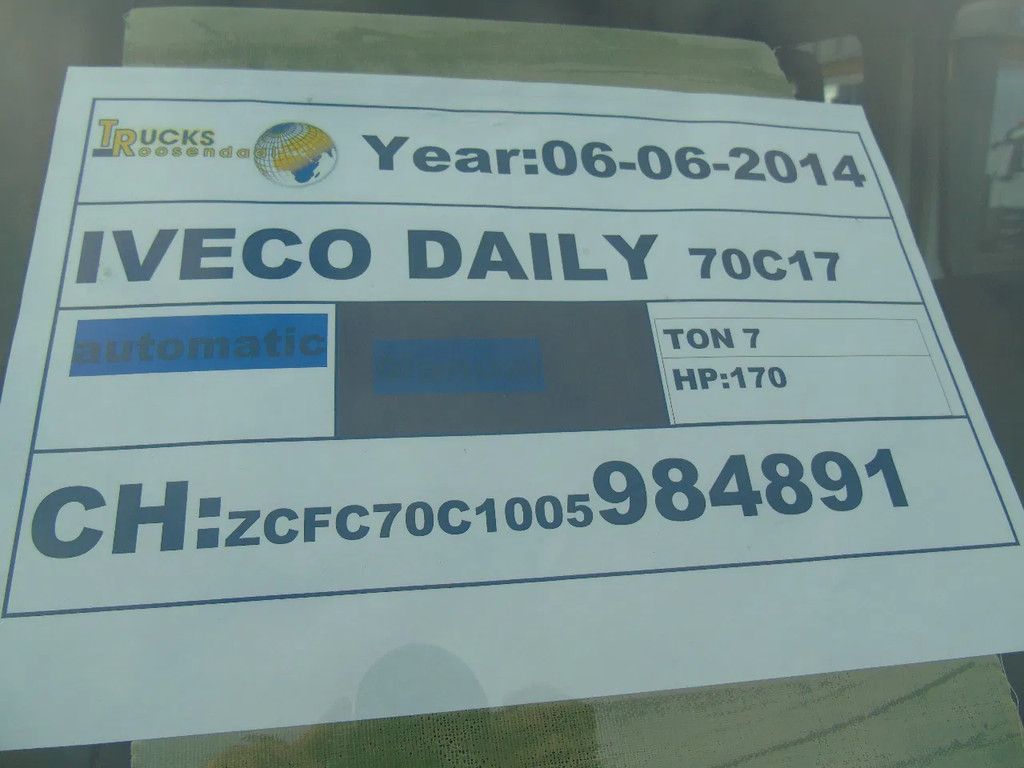 TRUCKS
Roosendaal
Year:06-06-2014
IVECO DAILY 70C17
automatic
TON 7
HP:170
CH:ZCFC70C1005984891